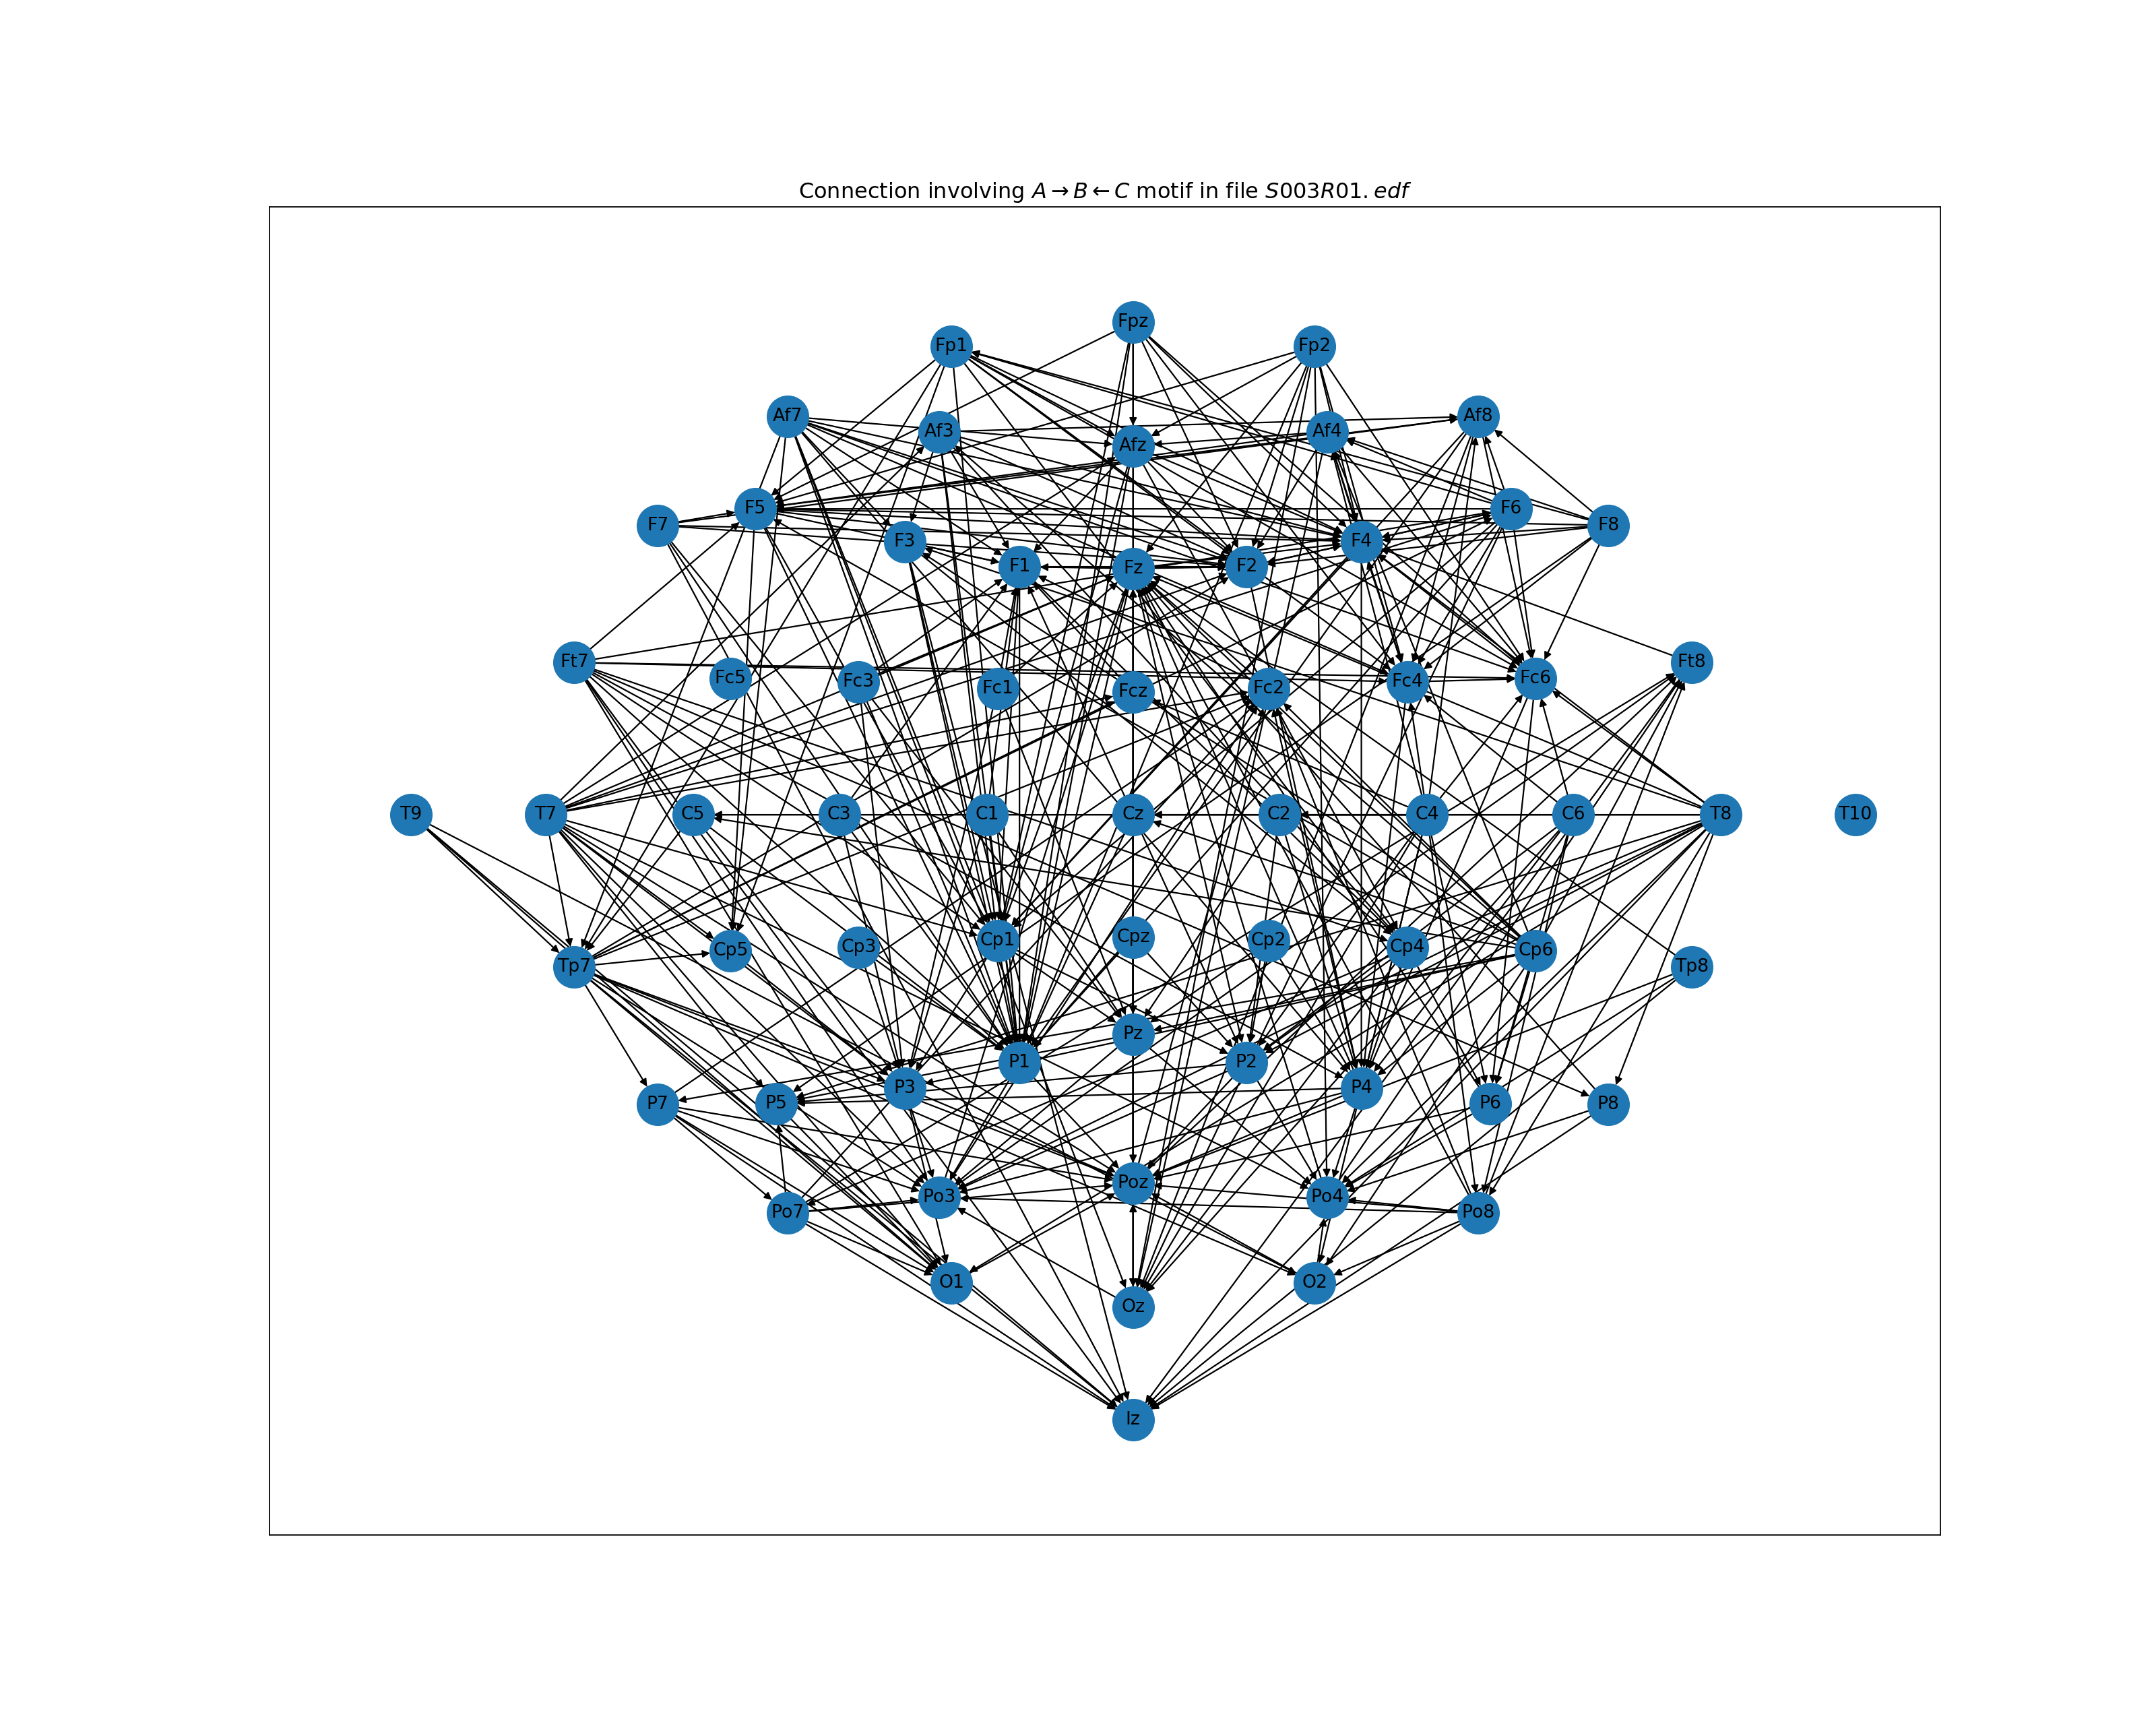 Connection involving A → B ← C motif in file S003R01.edf
Fpz
Fp1 Fp2
Af7 Af3 Afz Af4 Af8
F7 F5 F3 F1 Fz F2 F4 F6 F8
Ft7 Fc5 Fc3 Fc1 Fcz Fc2 Fc4 Fc6 Ft8
T9 T7 C5 C3 C1 Cz C2 C4 C6 T8 T10
Tp7 Cp5 Cp3 Cp1 Cpz Cp2 Cp4 Cp6 Tp8
P7 P5 P3 P1 Pz P2 P4 P6 P8
Po7 Po3 Poz Po4 Po8
O1 Oz O2
Iz